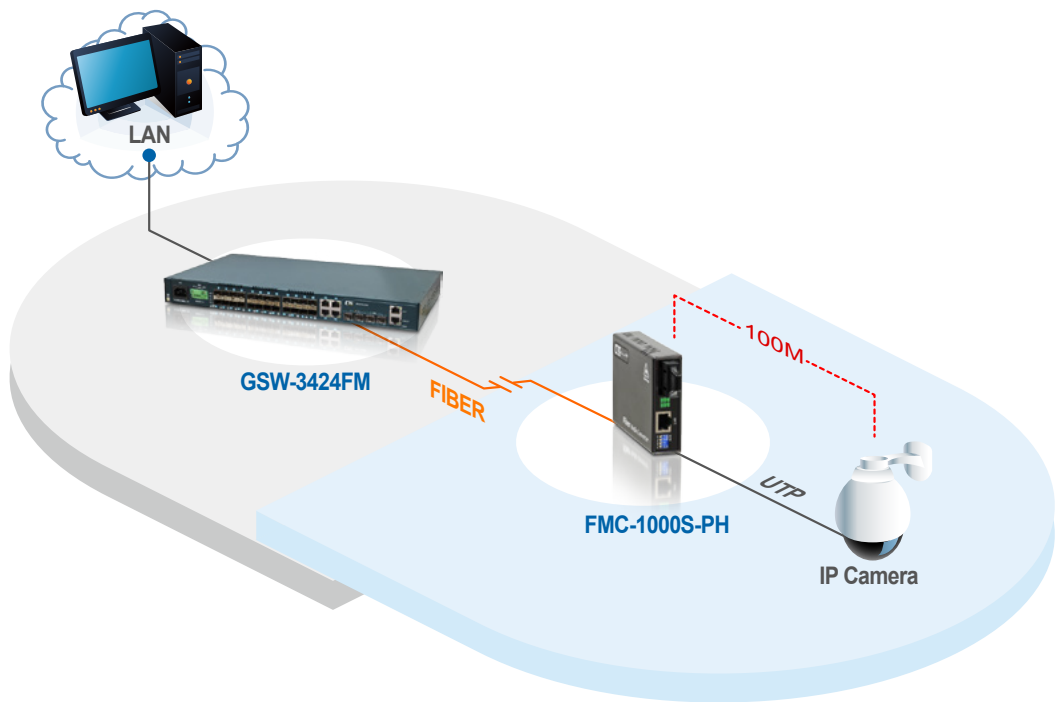 LAN
GSW-3424FM
FIBER
100M
FMC-1000S-PH
UTP
IP Camera